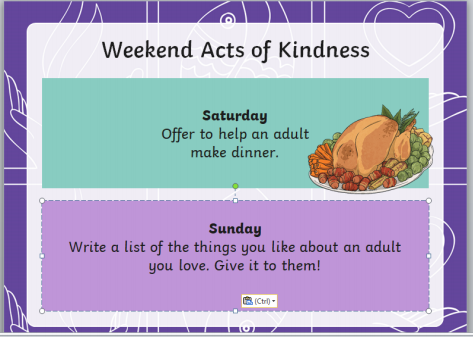 Weekend Acts of Kindness
Saturday
Offer to help an adult
make dinner.
Sunday
Write a list of the things you like about an adult
you love. Give it to them!
(Ctrl)